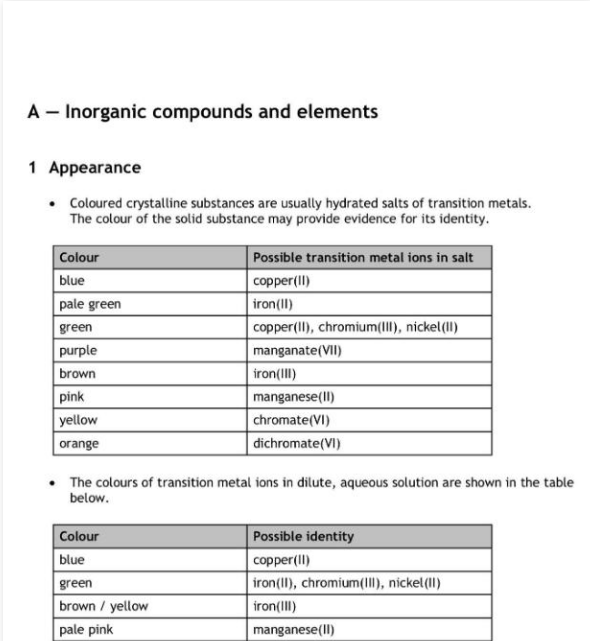 A — Inorganic compounds and elements
1 Appearance
• Coloured crystalline substances are usually hydrated salts of transition metals.
The colour of the solid substance may provide evidence for its identity.
Colour Possible transition metal ions in salt
blue copper(II)
pale green iron(II)
green copper(II), chromium(III), nickel(II)
purple manganate(VII)
brown iron(III)
pink manganese(II)
yellow chromate(VI)
orange dichromate(VI)
• The colours of transition metal ions in dilute, aqueous solution are shown in the table
below.
Colour Possible identity
blue copper(II)
green iron(II), chromium(III), nickel(II)
brown / yellow iron(III)
pale pink manganese(II)